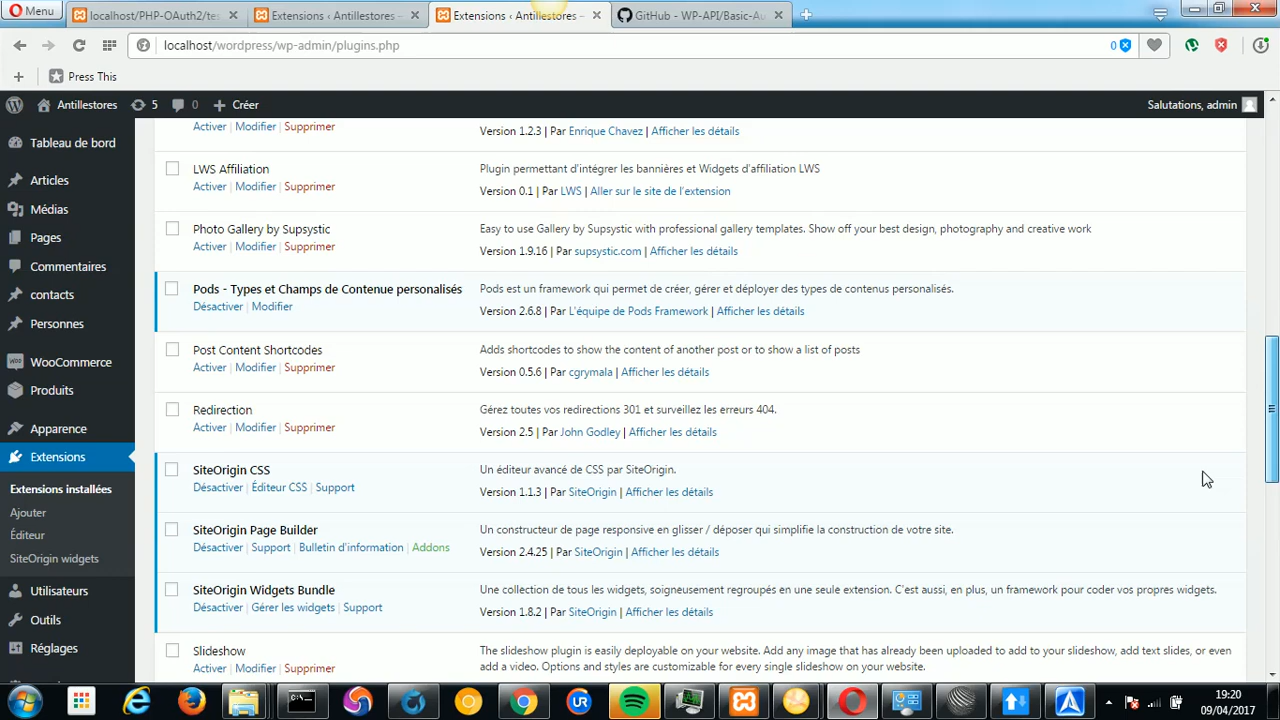 Menu
localhost/PHP-OAuth2/te
Extensions ‹ Antillestores –
Extensions ‹ Antillestores –
GitHub - WP-API/Basic-Au
localhost/wordpress/wp-admin/plugins.php
0
Press This
Antillestores
5
0
Créer
Salutations, admin
Tableau de bord
Articles
Médias
Pages
Commentaires
contacts
Personnes
WooCommerce
Produits
Apparence
Extensions
Extensions installées
Ajouter
Éditeur
SiteOrigin widgets
Utilisateurs
Outils
Réglages
Activer | Modifier | Supprimer
Version 1.2.3 | Par Enrique Chavez | Afficher les détails
LWS Affiliation
Plugin permettant d'intégrer les bannières et Widgets d'affiliation LWS
Activer | Modifier | Supprimer
Version 0.1 | Par LWS | Aller sur le site de l'extension
Photo Gallery by Supsystic
Easy to use Gallery by Supsystic with professional gallery templates. Show off your best design, photography and creative work
Activer | Modifier | Supprimer
Version 1.9.16 | Par supsystic.com | Afficher les détails
Pods - Types et Champs de Contenue personalisés
Pods est un framework qui permet de créer, gérer et déployer des types de contenus personalisés.
Désactiver | Modifier
Version 2.6.8 | Par L'équipe de Pods Framework | Afficher les détails
Post Content Shortcodes
Adds shortcodes to show the content of another post or to show a list of posts
Activer | Modifier | Supprimer
Version 0.5.6 | Par cgrymala | Afficher les détails
Redirection
Gérez toutes vos redirections 301 et surveillez les erreurs 404.
Activer | Modifier | Supprimer
Version 2.5 | Par John Godley | Afficher les détails
SiteOrigin CSS
Un éditeur avancé de CSS par SiteOrigin.
Désactiver | Éditeur CSS | Support
Version 1.1.3 | Par SiteOrigin | Afficher les détails
SiteOrigin Page Builder
Un constructeur de page responsive en glisser / déposer qui simplifie la construction de votre site.
Désactiver | Support | Bulletin d'information | Addons
Version 2.4.25 | Par SiteOrigin | Afficher les détails
SiteOrigin Widgets Bundle
Une collection de tous les widgets, soigneusement regroupés en une seule extension. C'est aussi, en plus, un framework pour coder vos propres widgets.
Désactiver | Gérer les widgets | Support
Version 1.8.2 | Par SiteOrigin | Afficher les détails
Slideshow
The slideshow plugin is easily deployable on your website. Add any image that has already been uploaded to add to your slideshow, add text slides, or even
add a video. Options and styles are customizable for every single slideshow on your website.
Activer | Modifier | Supprimer
UR
19:20
09/04/2017